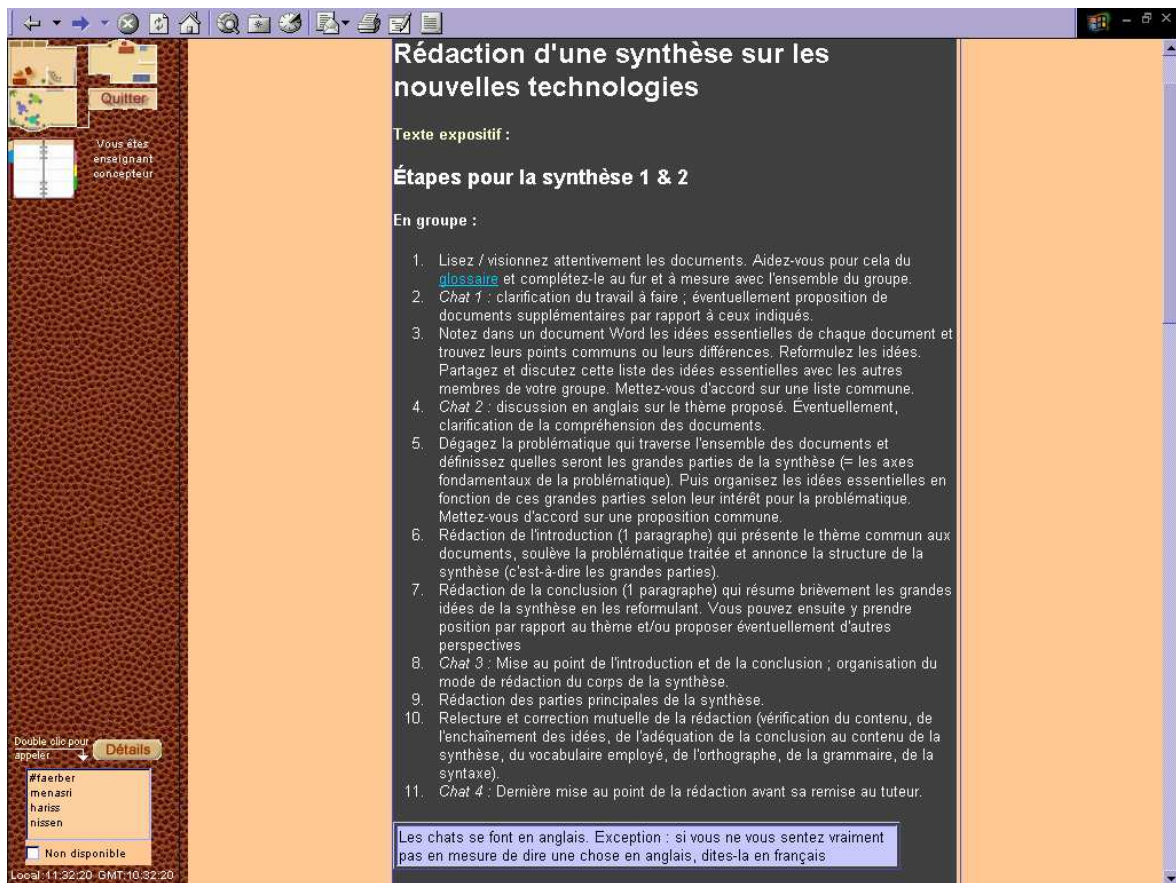 Rédaction d'une synthèse sur les
nouvelles technologies
Texte expositif :
Étapes pour la synthèse 1 & 2
En groupe :
1. Lisez / visionnez attentivement les documents. Aidez-vous pour cela du
glossaire et complétez-le au fur et à mesure avec l'ensemble du groupe.
2. Chat 1 : clarification du travail à faire ; éventuellement proposition de
documents supplémentaires par rapport à ceux indiqués.
3. Notez dans un document Word les idées essentielles de chaque document et
trouvez leurs points communs ou leurs différences. Reformulez les idées.
Partagez et discutez cette liste des idées essentielles avec les autres
membres de votre groupe. Mettez-vous d'accord sur une liste commune.
4. Chat 2 : discussion en anglais sur le thème proposé. Éventuellement,
clarification de la compréhension des documents.
5. Dégagez la problématique qui traverse l'ensemble des documents et
définissez quelles seront les grandes parties de la synthèse (= les axes
fondamentaux de la problématique). Puis organisez les idées essentielles en
fonction de ces grandes parties selon leur intérêt pour la problématique.
Mettez-vous d'accord sur une proposition commune.
6. Rédaction de l'introduction (1 paragraphe) qui présente le thème commun aux
documents, soulève la problématique traitée et annonce la structure de la
synthèse (c'est-à-dire les grandes parties).
7. Rédaction de la conclusion (1 paragraphe) qui résume brièvement les grandes
idées de la synthèse en les reformulant. Vous pouvez ensuite y prendre
position par rapport au thème et/ou proposer éventuellement d'autres
perspectives
8. Chat 3 : Mise au point de l'introduction et de la conclusion ; organisation du
mode de rédaction du corps de la synthèse.
9. Rédaction des parties principales de la synthèse.
10. Relecture et correction mutuelle de la rédaction (vérification du contenu, de
l'enchaînement des idées, de l'adéquation de la conclusion au contenu de la
synthèse, du vocabulaire employé, de l'orthographe, de la grammaire, de la
syntaxe).
11. Chat 4 : Dernière mise au point de la rédaction avant sa remise au tuteur.
Les chats se font en anglais. Exception : si vous ne vous sentez vraiment
pas en mesure de dire une chose en anglais, dites-la en français
Quitter
Vous êtes
enseignant
concepteur
Double clic pour
appeler
Détails
#faerber
menasri
hariss
nissen
Non disponible
Local :11:32:20 GMT:10:32:20